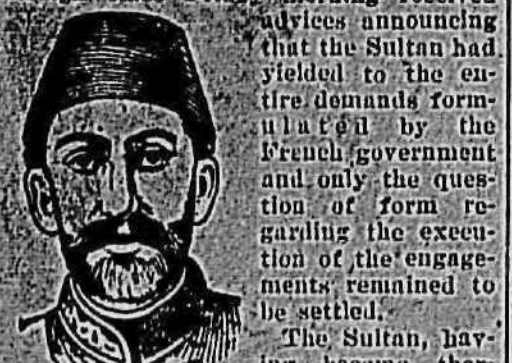 morning received
advices announcing
that the Sultan had
yielded to the en-
tire demands form-
ulated by the
French government
and only the ques-
tion of form re-
garding the execu-
tion of the engage-
ments remained to
be settled.
The Sultan, hav-